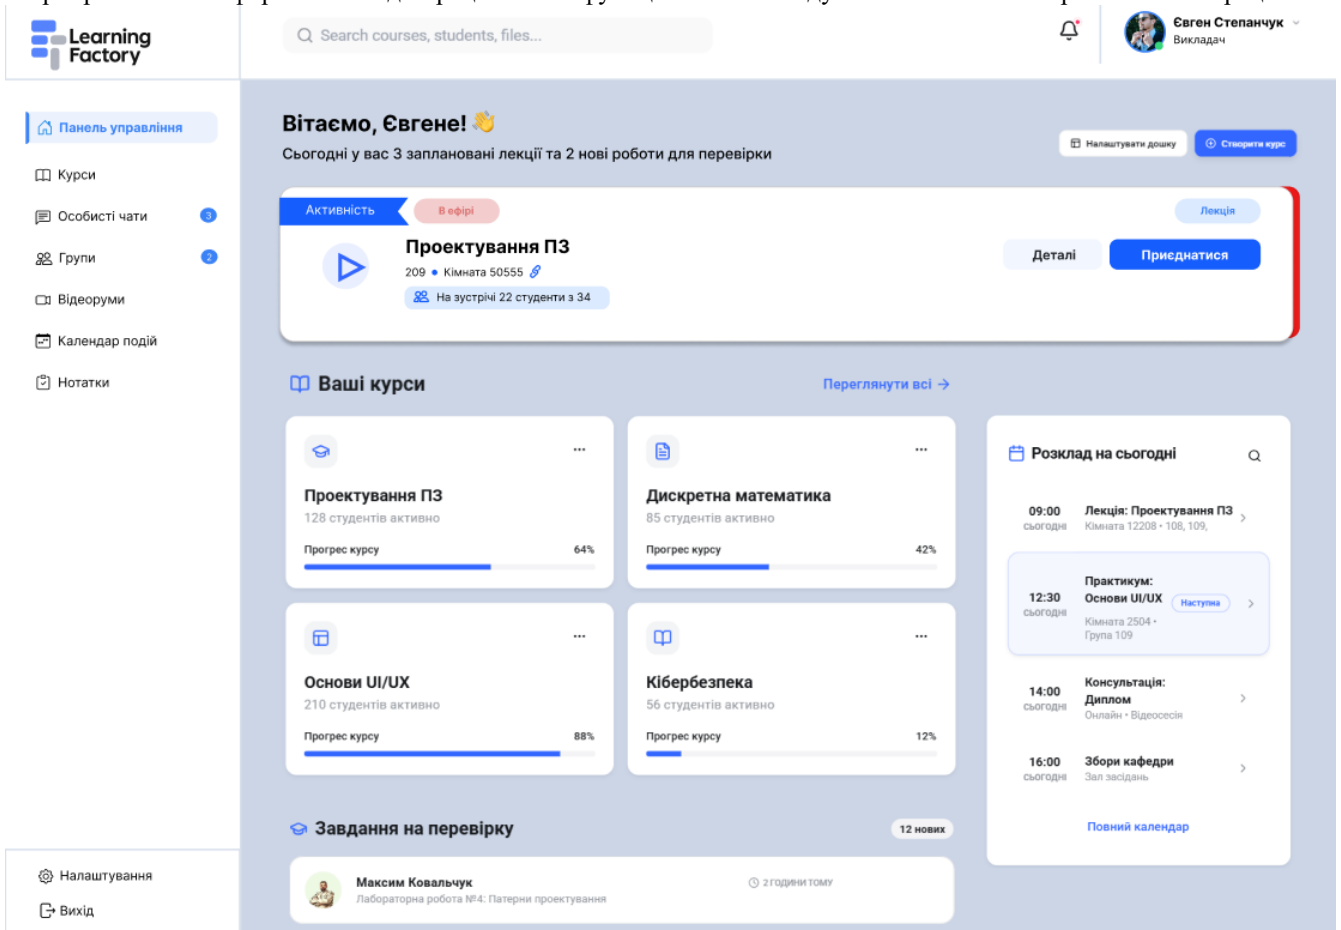 Learning
Factory
Search courses, students, files...
Євген Степанчук
Викладач
Панель управління
Курси
Особисті чати 3
Групи 2
Відеоруми
Календар подій
Нотатки
Налаштування
Вихід
Вітаємо, Євгене! 👋
Сьогодні у вас 3 заплановані лекції та 2 нові роботи для перевірки
Налаштувати дошку
Створити курс
Активність
В ефірі
Лекція
Проектування ПЗ
209 • Кімната 50555
На зустрічі 22 студенти з 34
Деталі
Приєднатися
Ваші курси
Переглянути всі →
Проектування ПЗ
128 студентів активно
Прогрес курсу 64%
Дискретна математика
85 студентів активно
Прогрес курсу 42%
Основи UI/UX
210 студентів активно
Прогрес курсу 88%
Кібербезпека
56 студентів активно
Прогрес курсу 12%
Розклад на сьогодні
09:00 Лекція: Проектування ПЗ
сьогодні Кімната 12208 • 108, 109,
Практикум:
12:30 Основи UI/UX Наступна
сьогодні Кімната 2504 •
Група 109
Консультація:
14:00 Диплом
сьогодні Онлайн • Відеосесія
16:00 Збори кафедри
сьогодні Зал засідань
Повний календар
Завдання на перевірку
12 нових
Максим Ковальчук
2 ГОДИНИ ТОМУ
Лабораторна робота №4: Патерни проектування